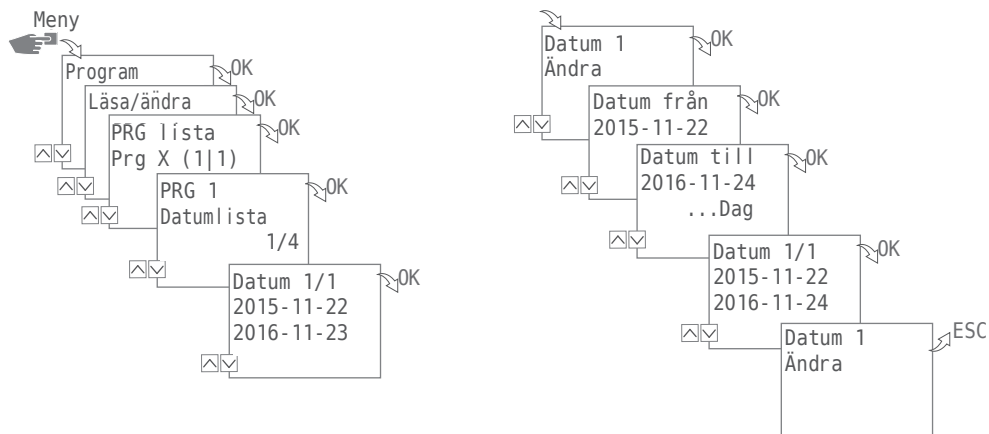 Meny
Program
OK
Läsa/ändra
OK
PRG lísta
Prg X (1|1)
OK
PRG 1
Datumlista
1/4
OK
Datum 1/1
2015-11-22
2016-11-23
OK
Datum 1
Ändra
OK
Datum från
2015-11-22
OK
Datum till
2016-11-24
...Dag
OK
Datum 1/1
2015-11-22
2016-11-24
OK
Datum 1
Ändra
ESC